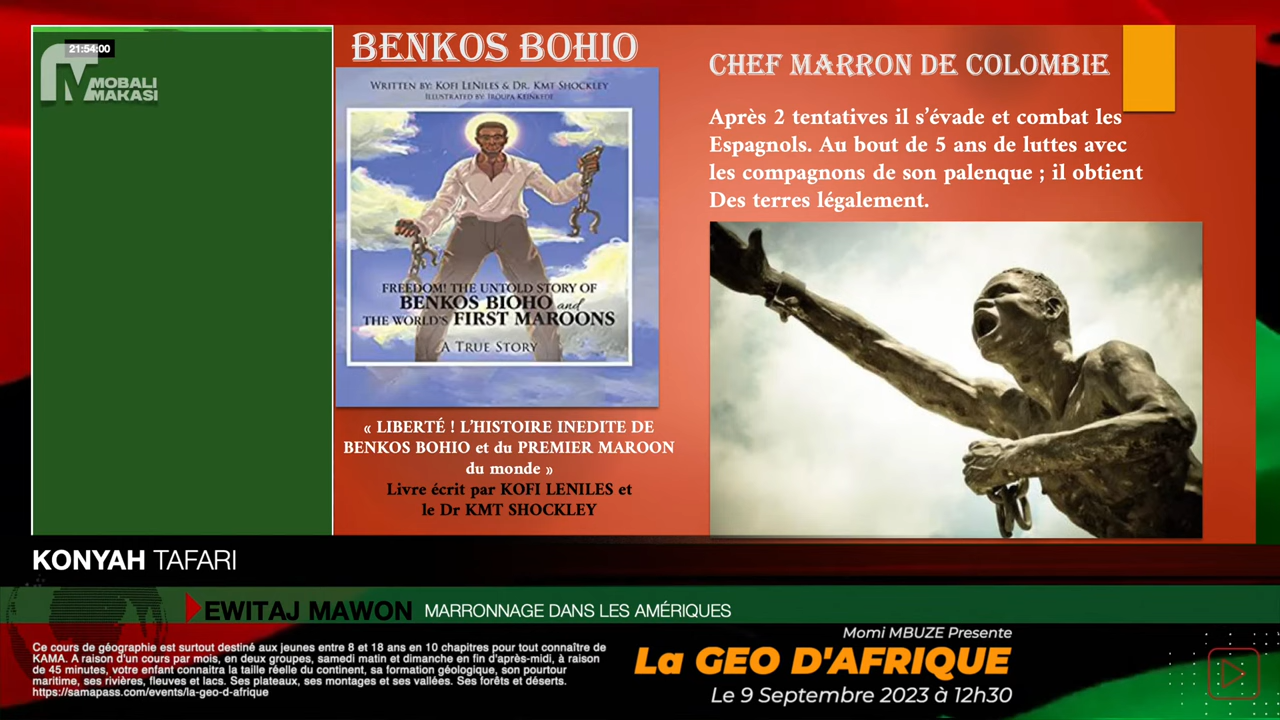 21:54:00
MOBALI
MAKASI
BENKOS BOHIO
WRITTEN BY: KOFI LENILES & DR. KMT SHOCKLEY
ILLUSTRATED BY: TROUPA KEINKEDE
FREEDOM! THE UNTOLD STORY OF
BENKOS BIOHO and
THE WORLD'S FIRST MAROONS
A TRUE STORY
« LIBERTÉ ! L'HISTOIRE INEDITE DE
BENKOS BOHIO et du PREMIER MAROON
du monde »
Livre écrit par KOFI LENILES et
le Dr KMT SHOCKLEY
CHEF MARRON DE COLOMBIE
Après 2 tentatives il s'évade et combat les
Espagnols. Au bout de 5 ans de luttes avec
les compagnons de son palenque ; il obtient
Des terres légalement.
KONYAH TAFARI
EWITAJ MAWON MARRONNAGE DANS LES AMÉRIQUES
Ce cours de géographie est surtout destiné aux jeunes entre 8 et 18 ans en 10 chapitres pour tout connaître de
KAMA. A raison d'un cours par mois, en deux groupes, samedi matin et dimanche en fin d'après-midi, à raison
de 45 minutes, votre enfant connaitra la taille réelle du continent, sa formation géologique, son pourtour
maritime, ses rivières, fleuves et lacs. Ses plateaux, ses montages et ses vallées. Ses forêts et déserts.
https://samapass.com/events/la-geo-d-afrique
Momi MBUZE Presente
La GEO D'AFRIQUE
Le 9 Septembre 2023 à 12h30